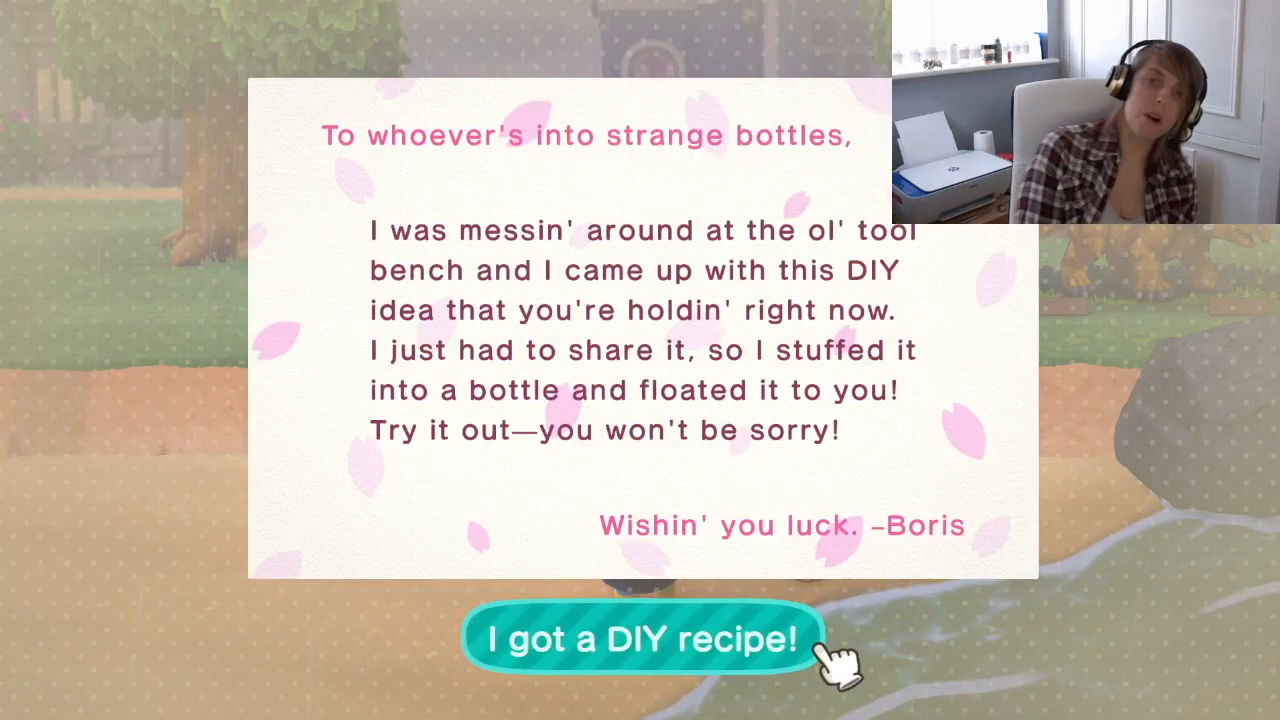 To whoever's into strange bottles,
I was messin' around at the ol' tool
bench and I came up with this DIY
idea that you're holdin' right now.
I just had to share it, so I stuffed it
into a bottle and floated it to you!
Try it out—you won't be sorry!
Wishin' you luck. –Boris
I got a DIY recipe!